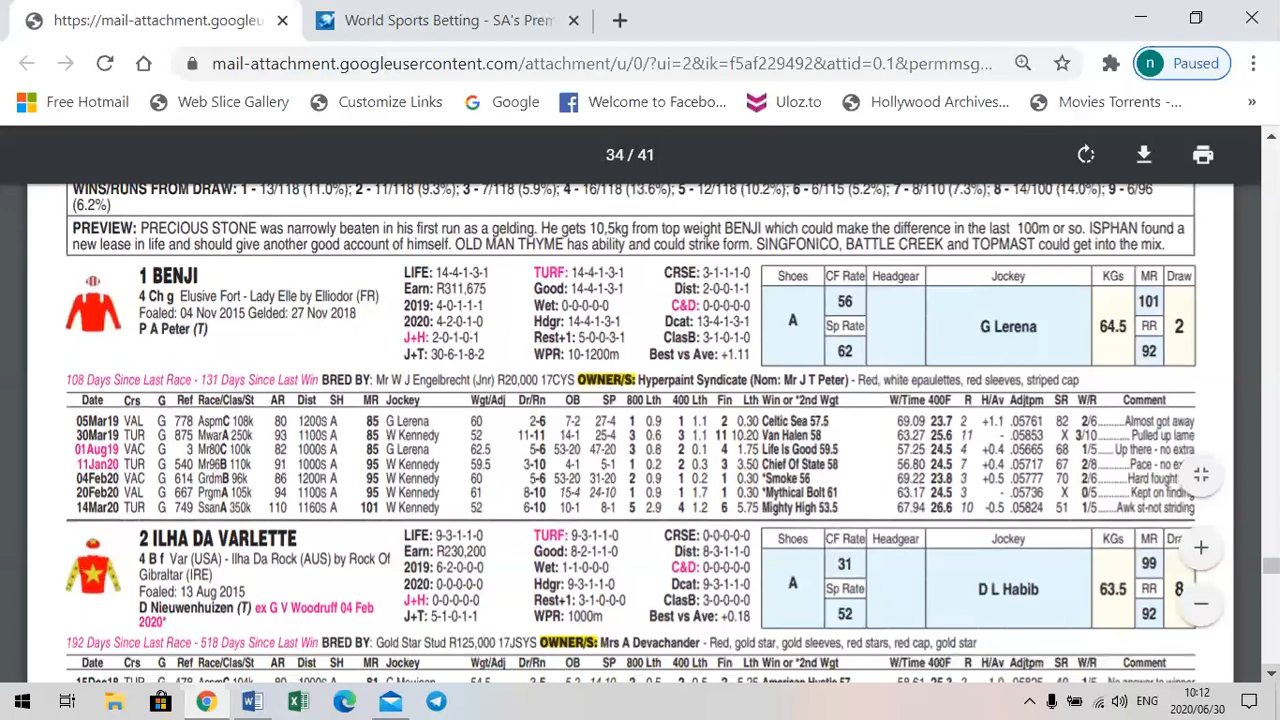 https://mail-attachment.googleu
World Sports Betting - SA's Prem
mail-attachment.googleusercontent.com/attachment/u/0/?ui=2&ik=f5af229492&attid=0.1&permmsg...
n Paused
Free Hotmail Web Slice Gallery Customize Links Google Welcome to Facebo... Uloz.to Hollywood Archives... Movies Torrents -... »
34 / 41
WINS/RUNS FROM DRAW: 1 - 13/118 (11.0%); 2 - 11/118 (9.3%); 3 - 7/118 (5.9%); 4 - 16/118 (13.6%); 5 - 12/118 (10.2%); 6 - 6/115 (5.2%); 7 - 8/110 (7.3%); 8 - 14/100 (14.0%); 9 - 6/96
(6.2%)
PREVIEW: PRECIOUS STONE was narrowly beaten in his first run as a gelding. He gets 10,5kg from top weight BENJI which could make the difference in the last 100m or so. ISPHAN found a
new lease in life and should give another good account of himself. OLD MAN THYME has ability and could strike form. SINGFONICO, BATTLE CREEK and TOPMAST could get into the mix.
1 BENJI
4 Ch g Elusive Fort - Lady Elle by Elliodor (FR)
Foaled: 04 Nov 2015 Gelded: 27 Nov 2018
P A Peter (T)
LIFE: 14-4-1-3-1 TURF: 14-4-1-3-1 CRSE: 3-1-1-1-0
Earn: R311,675 Good: 14-4-1-3-1 Dist: 2-0-0-1-1
2019: 4-0-1-1-1 Wet: 0-0-0-0-0 C&D: 0-0-0-0-0
2020: 4-2-0-1-0 Hdgr: 14-4-1-3-1 Dcat: 13-4-1-3-1
J+H: 2-0-1-0-1 Rest+1: 5-0-0-3-1 ClasB: 3-1-0-1-0
J+T: 30-6-1-8-2 WPR: 10-1200m Best vs Ave: +1.11
Shoes CF Rate Headgear Jockey KGs MR Draw
A 56 Sp Rate 62 G Lerena 64.5 101 RR 92 2
108 Days Since Last Race - 131 Days Since Last Win BRED BY: Mr W J Engelbrecht (Jnr) R20,000 17CYS OWNER/S: Hyperpaint Syndicate (Nom: Mr J T Peter) - Red, white epaulettes, red sleeves, striped cap
Date Crs G Ref Race/Clas/St AR Dist SH MR Jockey Wgt/Adj Dr/Rn OB SP 800 Lth 400 Lth Fin Lth Win or *2nd Wgt W/Time 400F R H/Av Adjtpm SR W/R Comment
05Mar19 VAL G 778 AspmC 108k 80 1200S A 85 G Lerena 60 2-6 7-2 27-4 1 0.9 1 1.1 2 0.30 Celtic Sea 57.5 69.09 23.7 2 +1.1 .05761 82 2/6 .. Almost got away
30Mar19 TUR G 875 MwarA 250k 93 1100S A 85 W Kennedy 52 11-11 14-1 25-4 3 0.6 3 1.1 11 10.20 Van Halen 58 63.27 25.6 11 - .05853 X 3/10 ...... Pulled up lame
01Aug19 VAC G 3 Mr80C 100k 82 1000S A 85 G Lerena 62.5 5-6 53-20 47-20 3 0.8 2 0.1 4 1.75 Life Is Good 59.5 57.25 24.5 4 +0.4 .05665 68 1/5 .. Up there - no extra
11Jan20 TUR G 540 Mr96B 110k 91 1000S A 95 W Kennedy 59.5 3-10 4-1 5-1 1 0.2 2 0.3 3 3.50 Chief Of State 58 56.80 24.5 7 +0.4 .05717 67 2/8 ...... Pace - no ex
04Feb20 VAC G 614 GrdmB 96k 86 1200R A 95 W Kennedy 60 5-6 53-20 31-20 2 0.9 1 0.2 1 0.30 *Smoke 56 69.22 23.8 3 +0.5 .05777 70 2/6 ........ Hard fought
20Feb20 VAL G 667 PrgmA 105k 94 1100S A 95 W Kennedy 61 8-10 15-4 24-10 1 0.9 1 1.7 1 0.30 *Mythical Bolt 61 63.17 24.5 3 - .05736 X 0/5 ..... Kept on finding
14Mar20 TUR G 749 SsanA 350k 110 1160S A 101 W Kennedy 52 6-10 10-1 8-1 5 2.9 4 1.2 6 5.75 Mighty High 53.5 67.94 26.6 10 -0.5 .05824 51 1/5 ....Awk st-not striding
2 ILHA DA VARLETTE
4 B f Var (USA) - Ilha Da Rock (AUS) by Rock Of
Gibraltar (IRE)
Foaled: 13 Aug 2015
D Nieuwenhuizen (T) ex G V Woodruff 04 Feb
2020*
LIFE: 9-3-1-1-0 TURF: 9-3-1-1-0 CRSE: 0-0-0-0-0
Earn: R230,200 Good: 8-2-1-1-0 Dist: 8-3-1-1-0
2019: 6-2-0-0-0 Wet: 1-1-0-0-0 C&D: 0-0-0-0-0
2020: 0-0-0-0-0 Hdgr: 9-3-1-1-0 Dcat: 9-3-1-1-0
J+H: 0-0-0-0-0 Rest+1: 3-1-0-0-0 ClasB: 3-0-0-0-0
J+T: 5-1-0-1-1 WPR: 1000m Best vs Ave: +0.18
Shoes CF Rate Headgear Jockey KGs MR
A 31 Sp Rate 52 D L Habib 63.5 99 RR 92 8
192 Days Since Last Race - 518 Days Since Last Win BRED BY: Gold Star Stud R125,000 17JSYS OWNER/S: Mrs A Devachander - Red, gold star, gold sleeves, red stars, red cap, gold star
Date Crs G Ref Race/Clas/St AR Dist SH MR Jockey Wgt/Adj Dr/Rn OB SP 800 Lth 400 Lth Fin Lth Win or *2nd Wgt W/Time 400F R H/Av Adjtpm SR W/R Comment
ENG 10:12
2020/06/30